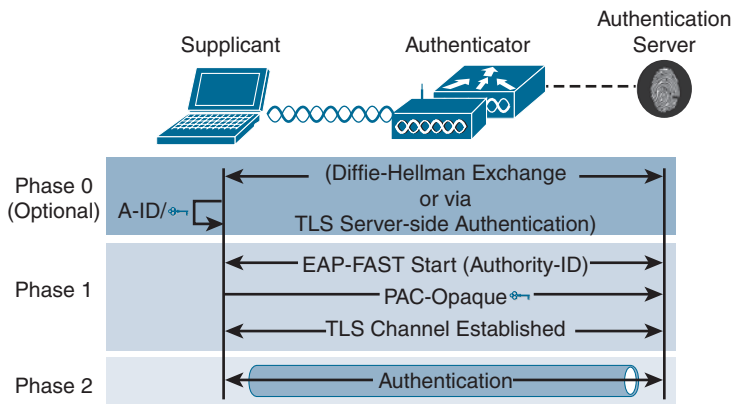 Supplicant
Authenticator
Authentication
Server
Phase 0
(Optional)
A-ID/
(Diffie-Hellman Exchange
or via
TLS Server-side Authentication)
Phase 1
EAP-FAST Start (Authority-ID)
PAC-Opaque
TLS Channel Established
Phase 2
Authentication